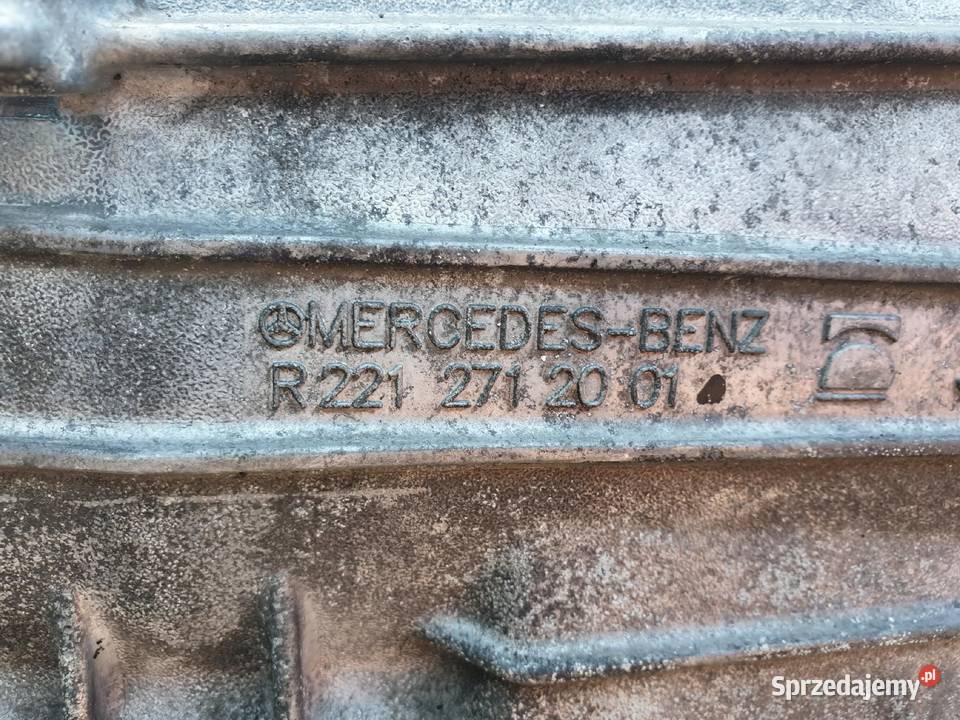 MERCEDES-BENZ
R 221 271 20 01
Sprzedajemy.pl